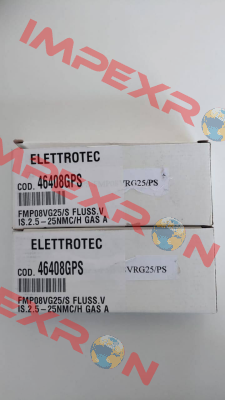 IMPEXRON
ELETTROTEC
COD. 46408GPS VRG25/PS
FMP08VG25/S FLUSS.V
IS.2.5-25NMC/H GAS A
ELETTROTEC
COD. 46408GPS VRG25/PS
FMP08VG25/S FLUSS.V
IS.2.5-25NMC/H GAS A
IMPEXRON